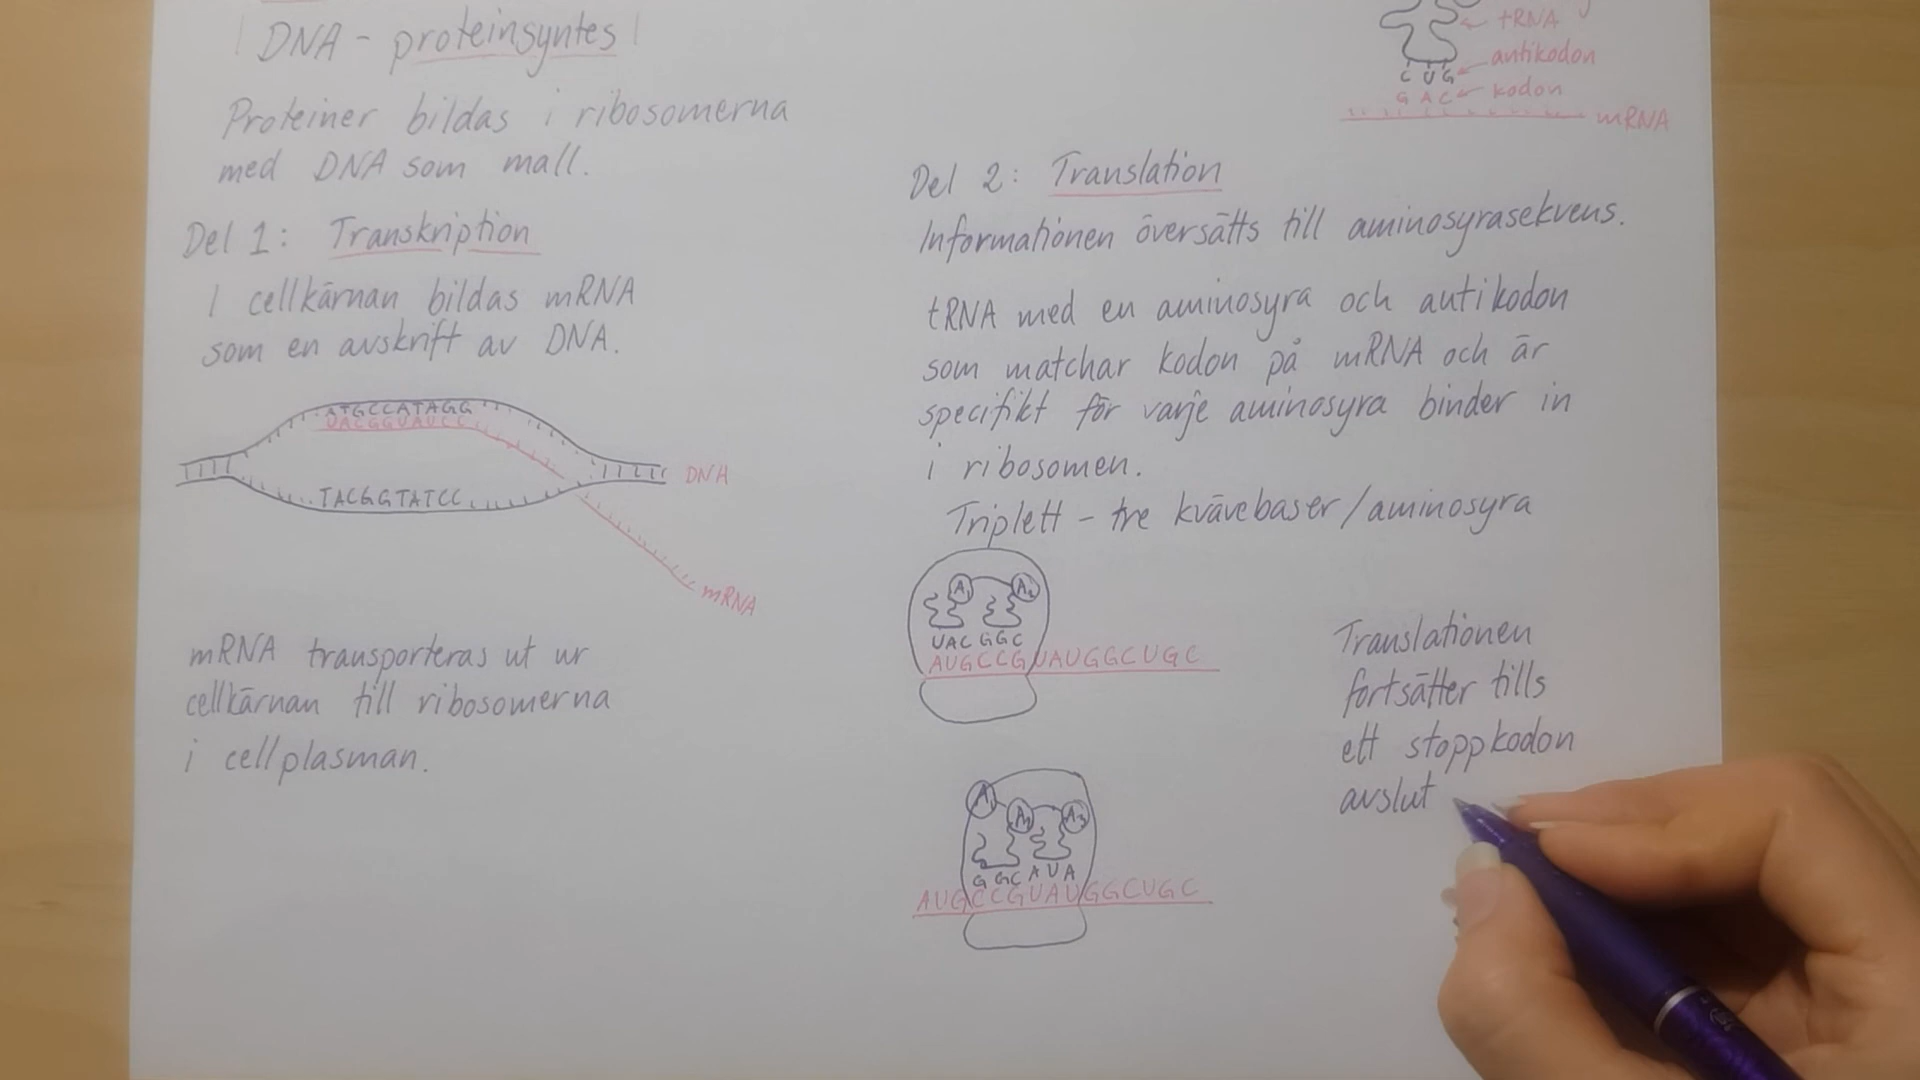 DNA - proteinsyntes
Proteiner bildas i ribosomerna
med DNA som mall.
Del 1: Transkription
I cellkärnan bildas mRNA
som en avskrift av DNA.
ATGCCATAGG
UACGGUAUCC
TACGGTATCC
DNA
mRNA
mRNA transporteras ut ur
cellkärnan till ribosomerna
i cellplasman.
tRNA
antikodon
CUG
kodon
GAC
mRNA
Del 2: Translation
Informationen översätts till aminosyrasekvens.
tRNA med en aminosyra och antikodon
som matchar kodon på mRNA och är
specifikt för varje aminosyra binder in
i ribosomen.
Triplett - tre kvävebaser/aminosyra
A1 A2
UAC GGC
AUGCCGUAUGGCUGC
A3
GGC AUA
AUGCCGUAUGGCUGC
Translationen
fortsätter tills
ett stoppkodon
avslut